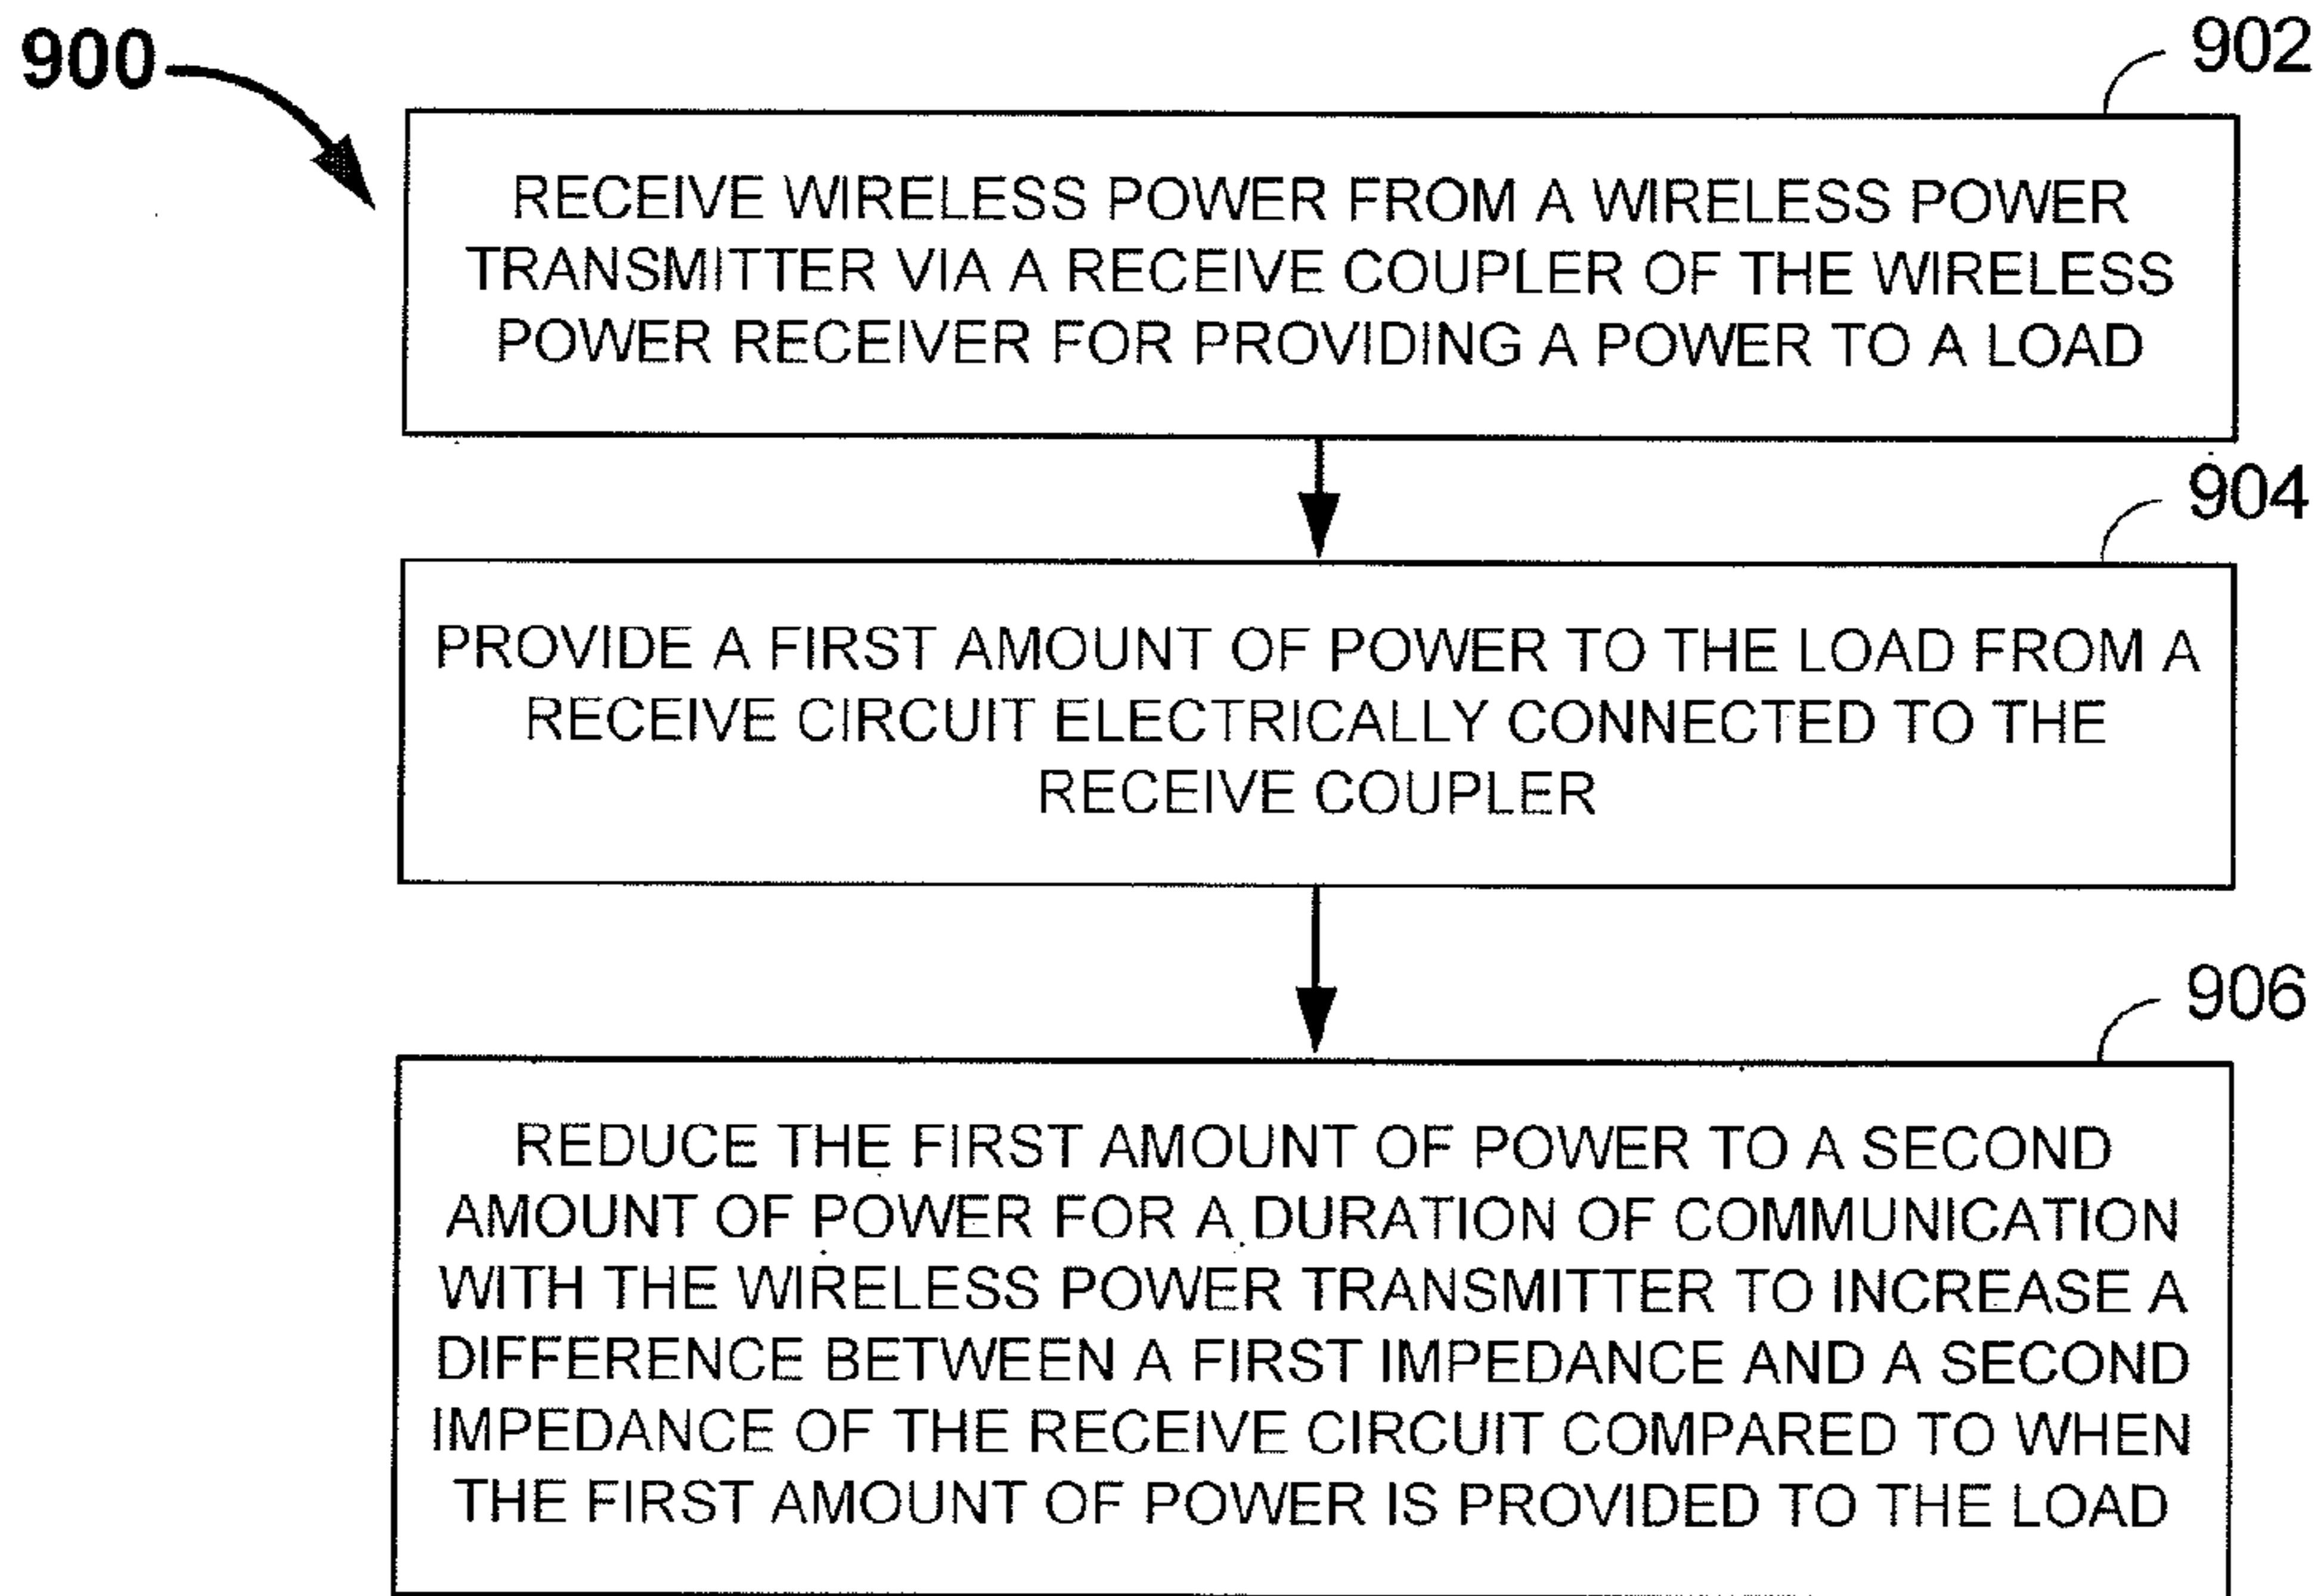 900
902
RECEIVE WIRELESS POWER FROM A WIRELESS POWER
TRANSMITTER VIA A RECEIVE COUPLER OF THE WIRELESS
POWER RECEIVER FOR PROVIDING A POWER TO A LOAD
904
PROVIDE A FIRST AMOUNT OF POWER TO THE LOAD FROM A
RECEIVE CIRCUIT ELECTRICALLY CONNECTED TO THE
RECEIVE COUPLER
906
REDUCE THE FIRST AMOUNT OF POWER TO A SECOND
AMOUNT OF POWER FOR A DURATION OF COMMUNICATION
WITH THE WIRELESS POWER TRANSMITTER TO INCREASE A
DIFFERENCE BETWEEN A FIRST IMPEDANCE AND A SECOND
IMPEDANCE OF THE RECEIVE CIRCUIT COMPARED TO WHEN
THE FIRST AMOUNT OF POWER IS PROVIDED TO THE LOAD